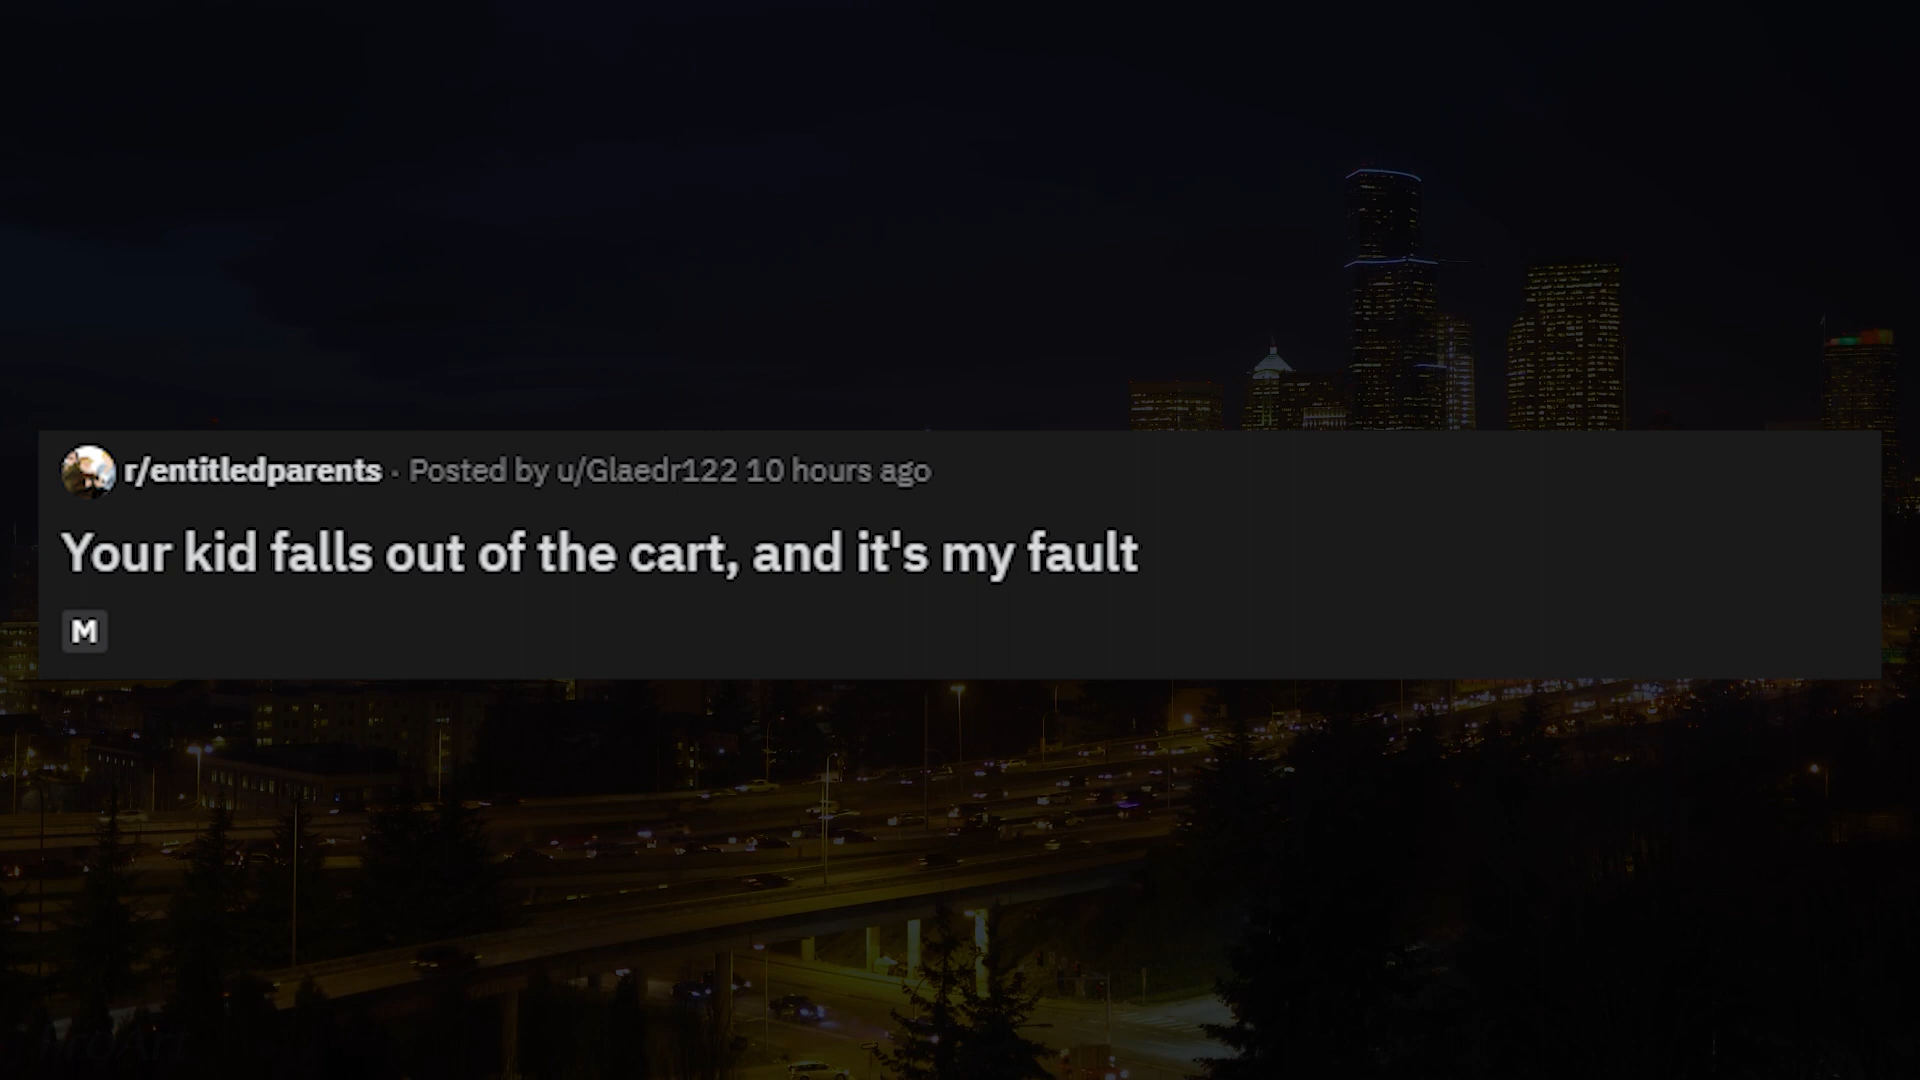 r/entitledparents · Posted by u/Glaedr122 10 hours ago
Your kid falls out of the cart, and it's my fault
M